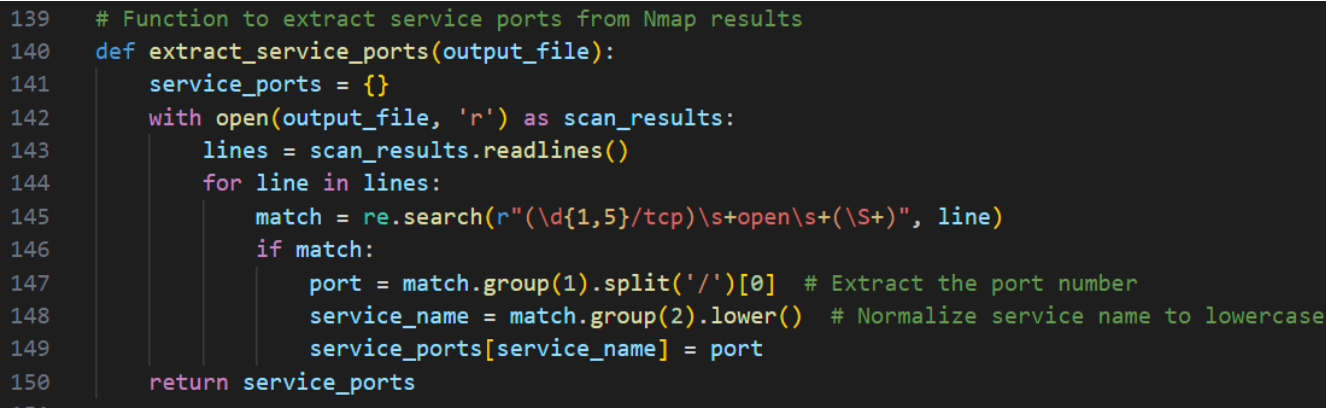 139 # Function to extract service ports from Nmap results
140 def extract_service_ports(output_file):
141     service_ports = {}
142     with open(output_file, 'r') as scan_results:
143         lines = scan_results.readlines()
144         for line in lines:
145             match = re.search(r"(\d{1,5}/tcp)\s+open\s+(\S+)", line)
146             if match:
147                 port = match.group(1).split('/')[0]  # Extract the port number
148                 service_name = match.group(2).lower()  # Normalize service name to lowercase
149                 service_ports[service_name] = port
150     return service_ports